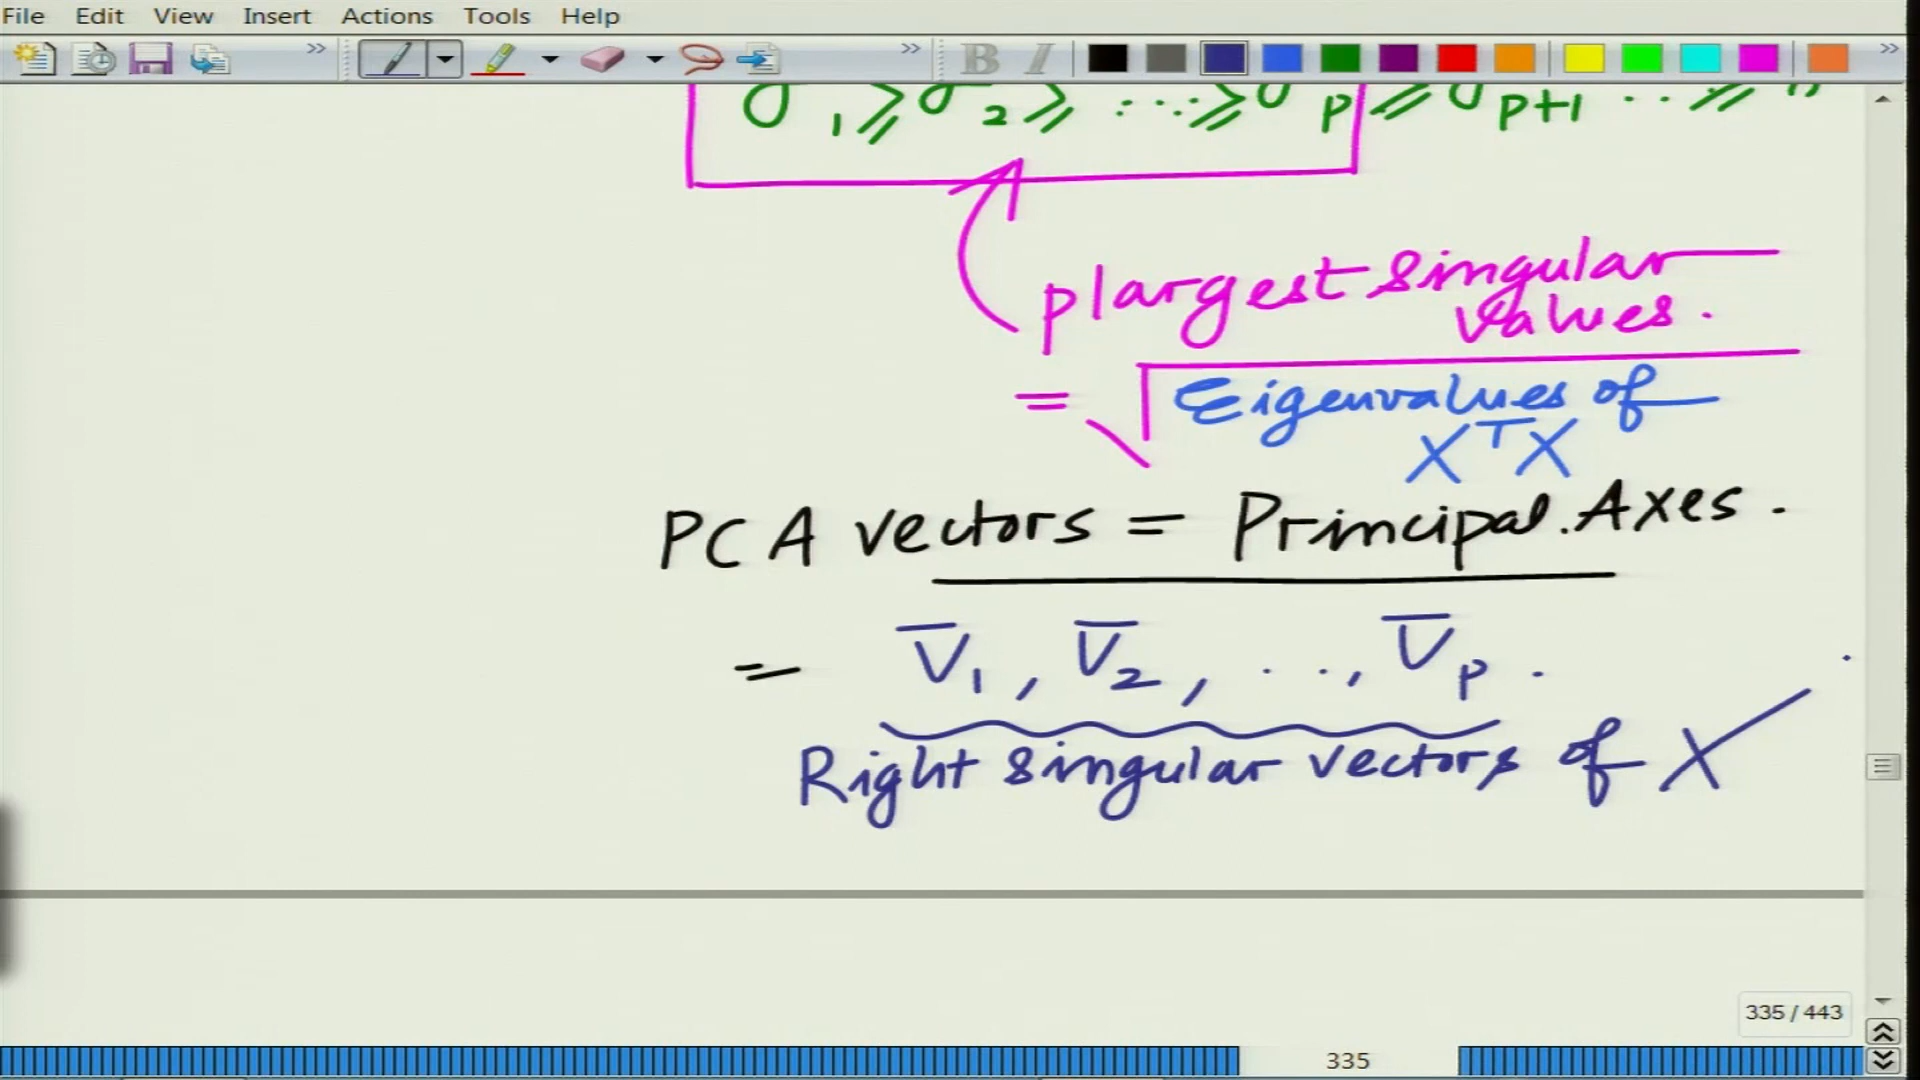 File Edit View Insert Actions Tools Help
B I
σ₁ ≥ σ₂ ≥ ... ≥ σp ≥ σp+1 ... ≥
p largest singular
values.
= √Eigenvalues of
XᵀX
PCA vectors = Principal. Axes.
= V̅₁, V̅₂, ..., V̅p.
Right singular vectors of X
335 / 443
335